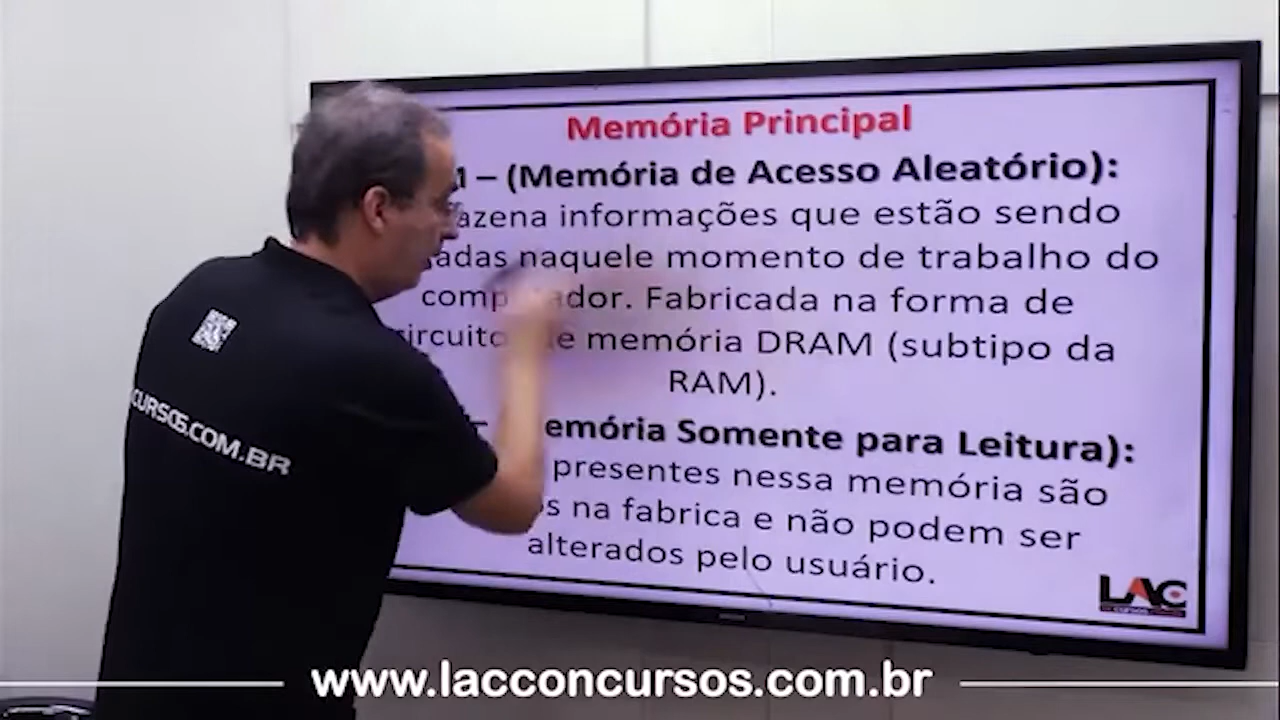 Memória Principal
– (Memória de Acesso Aleatório):
informações que estão sendo
naquele momento de trabalho do
Fabricada na forma de
memória DRAM (subtipo da
RAM).
Somente para Leitura):
presentes nessa memória são
na fabrica e não podem ser
alterados pelo usuário.
LAC
CURSOS.COM.BR
www.lacconcursos.com.br